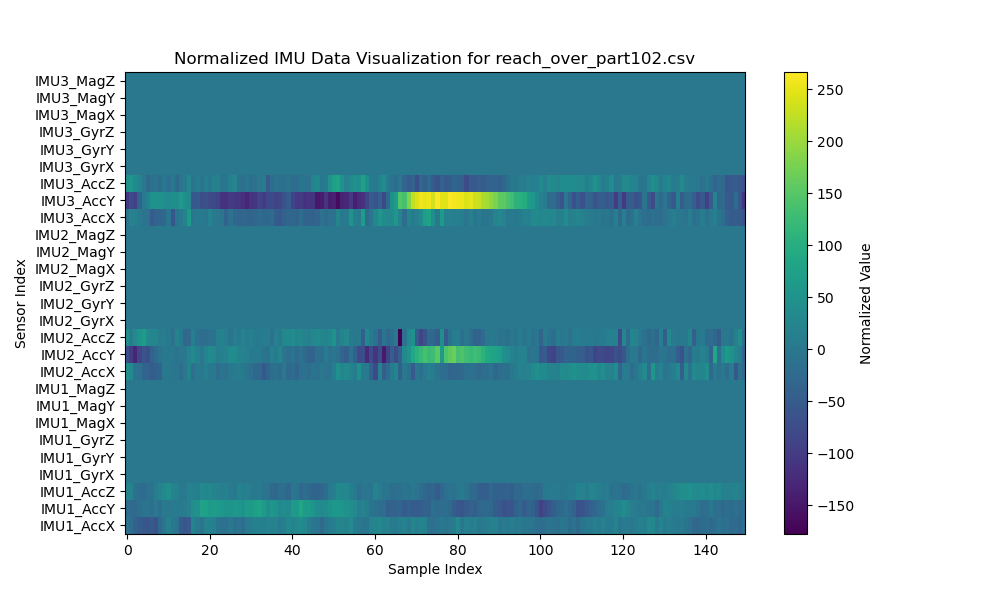 Normalized IMU Data Visualization for reach_over_part102.csv
IMU3_MagZ
IMU3_MagY
IMU3_MagX
IMU3_GyrZ
IMU3_GyrY
IMU3_GyrX
IMU3_AccZ
IMU3_AccY
IMU3_AccX
IMU2_MagZ
IMU2_MagY
IMU2_MagX
IMU2_GyrZ
IMU2_GyrY
IMU2_GyrX
IMU2_AccZ
IMU2_AccY
IMU2_AccX
IMU1_MagZ
IMU1_MagY
IMU1_MagX
IMU1_GyrZ
IMU1_GyrY
IMU1_GyrX
IMU1_AccZ
IMU1_AccY
IMU1_AccX
Sensor Index
0 20 40 60 80 100 120 140
Sample Index
250
200
150
100
50
0
−50
−100
−150
Normalized Value